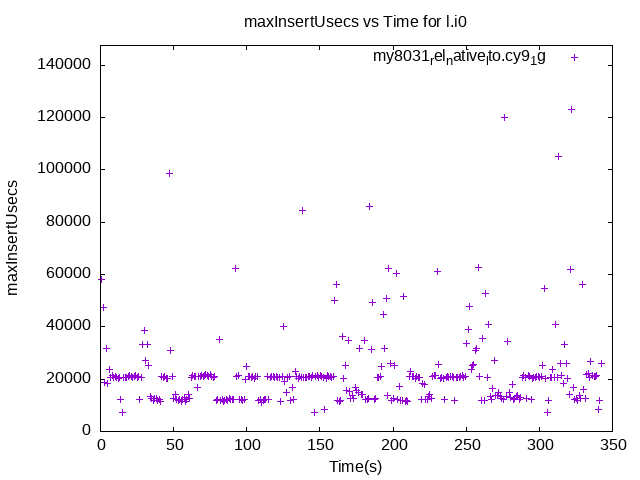 maxInsertUsecs vs Time for l.i0
my8031relnativelto.cy91g
140000
120000
100000
80000
60000
40000
20000
0
maxInsertUsecs
0 50 100 150 200 250 300 350
Time(s)